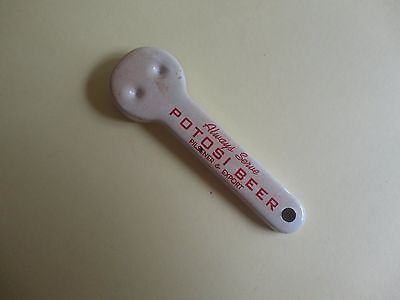 Always Serve
POTOSI BEER
PILSNER & EXPORT